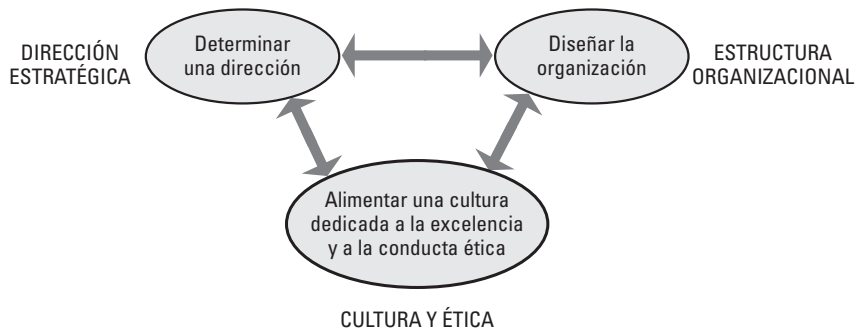 DIRECCIÓN
ESTRATÉGICA
Determinar
una dirección
Diseñar la
organización
ESTRUCTURA
ORGANIZACIONAL
Alimentar una cultura
dedicada a la excelencia
y a la conducta ética
CULTURA Y ÉTICA